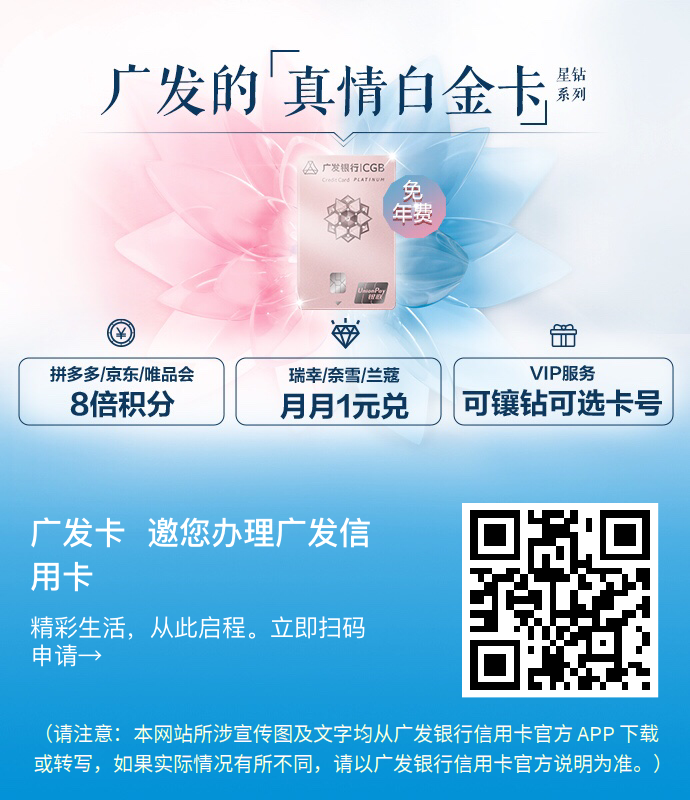 广发的「真情白金卡」
星钻
系列
广发银行|CGB
Credit Card PLATINUM
免
年费
UnionPay
银联
拼多多/京东/唯品会
8倍积分
瑞幸/奈雪/兰蔻
月月1元兑
VIP服务
可镶钻可选卡号
广发卡 邀您办理广发信
用卡
精彩生活，从此启程。立即扫码
申请→
（请注意：本网站所涉宣传图及文字均从广发银行信用卡官方 APP 下载
或转写，如果实际情况有所不同，请以广发银行信用卡官方说明为准。）